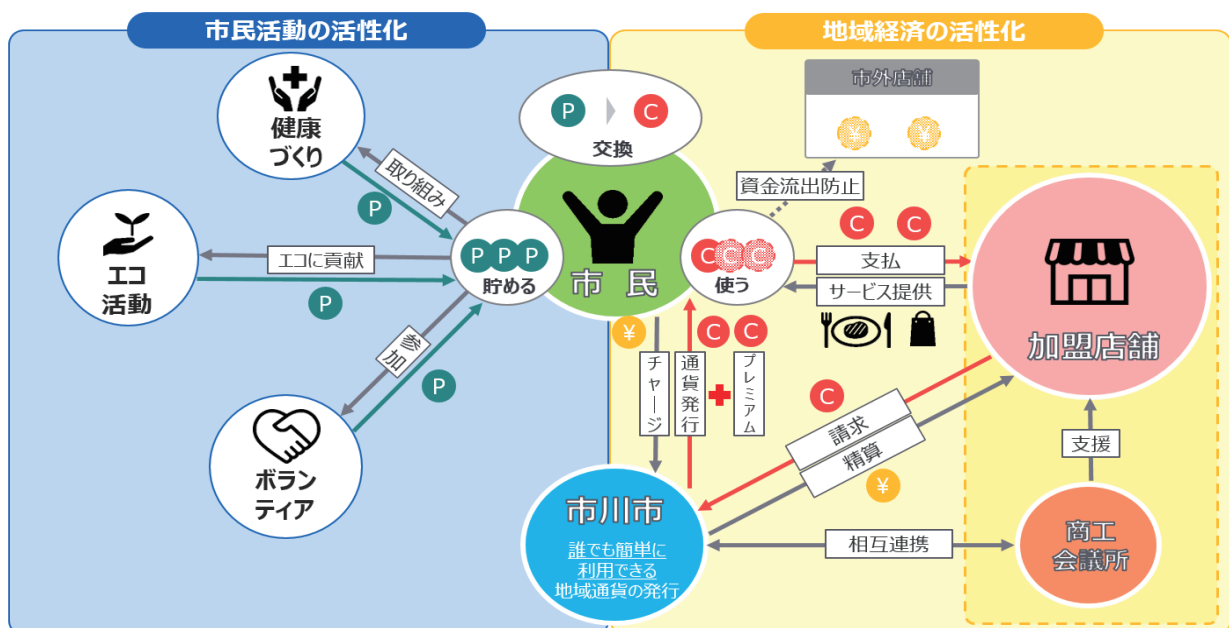 市民活動の活性化
地域経済の活性化
健康
づくり
取り組み
P
エコ
活動
エコに貢献
P
ボラン
ティア
参加
P
P C
交換
市民
P P P
貯める
C C C
使う
市外店舗
¥ ¥
資金流出防止
C C
支払
サービス提供
加盟店舗
¥
チャージ
通貨発行
C C
プレミアム
C
請求
精算
¥
支援
市川市
誰でも簡単に
利用できる
地域通貨の発行
相互連携
商工
会議所